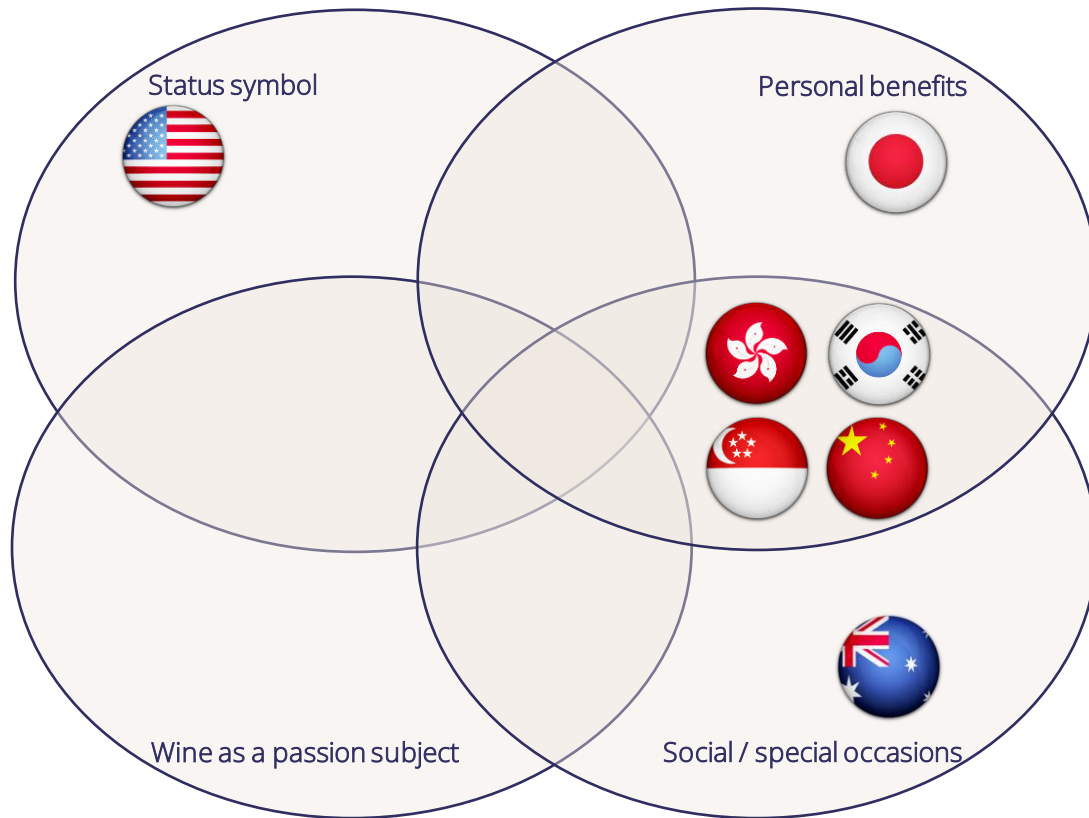 Status symbol
Personal benefits
Wine as a passion subject
Social / special occasions